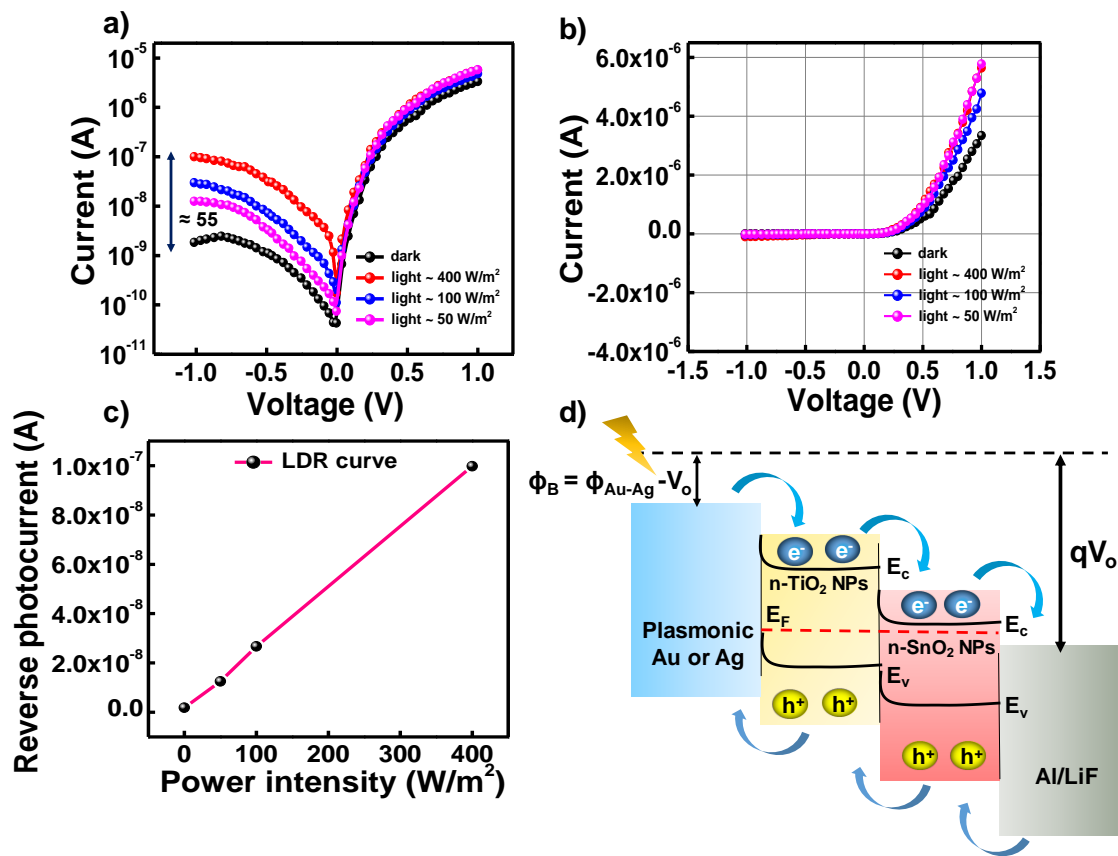 a)
Current (A)
10⁻⁵
10⁻⁶
10⁻⁷
10⁻⁸
10⁻⁹
10⁻¹⁰
10⁻¹¹
≈ 55
dark
light ~ 400 W/m²
light ~ 100 W/m²
light ~ 50 W/m²
-1.0 -0.5 0.0 0.5 1.0
Voltage (V)
b)
Current (A)
6.0x10⁻⁶
4.0x10⁻⁶
2.0x10⁻⁶
0.0
-2.0x10⁻⁶
-4.0x10⁻⁶
dark
light ~ 400 W/m²
light ~ 100 W/m²
light ~ 50 W/m²
-1.5 -1.0 -0.5 0.0 0.5 1.0 1.5
Voltage (V)
c)
Reverse photocurrent (A)
LDR curve
1.0x10⁻⁷
8.0x10⁻⁸
6.0x10⁻⁸
4.0x10⁻⁸
2.0x10⁻⁸
0.0
0 100 200 300 400
Power intensity (W/m²)
d)
ϕB = ϕAu-Ag -Vo
qVo
e⁻ e⁻
Ec
n-TiO₂ NPs
e⁻ e⁻
EF
Ec
Plasmonic
Au or Ag
n-SnO₂ NPs
Ev
Ev
h⁺ h⁺
h⁺ h⁺
Al/LiF